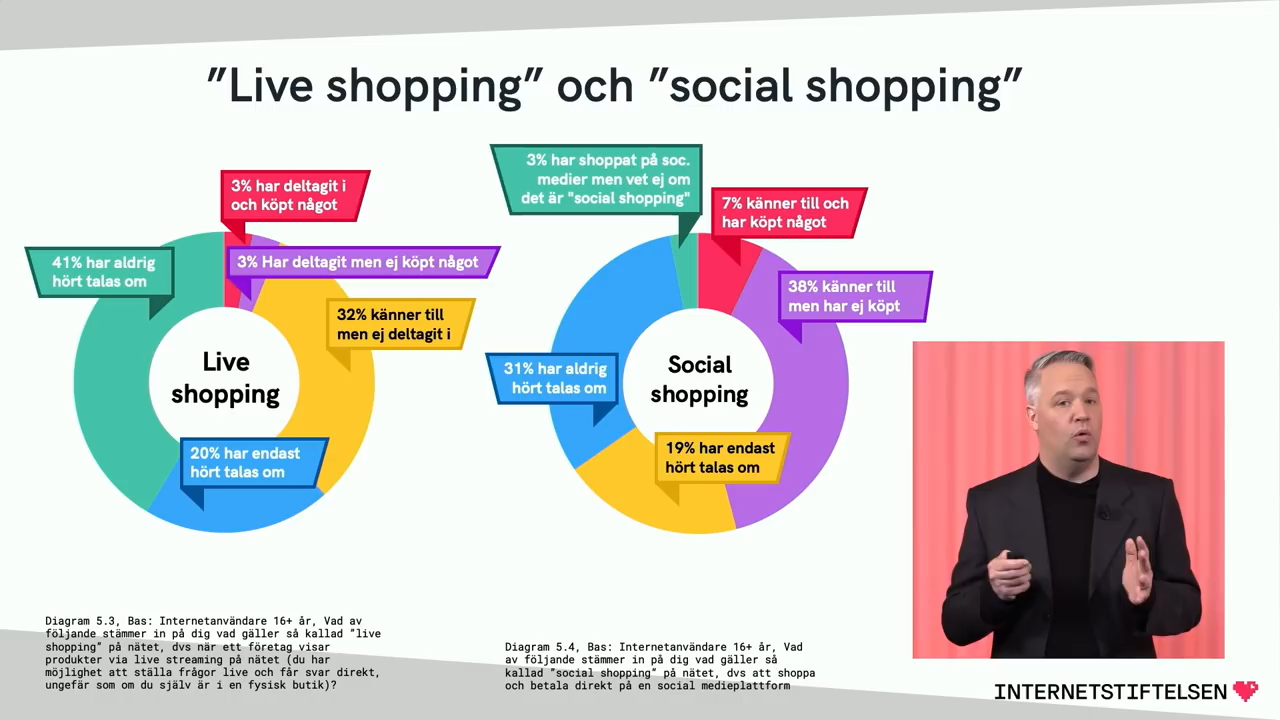 ”Live shopping” och ”social shopping”
3% har deltagit i
och köpt något
41% har aldrig
hört talas om
3% Har deltagit men ej köpt något
32% känner till
men ej deltagit i
Live
shopping
20% har endast
hört talas om
3% har shoppat på soc.
medier men vet ej om
det är "social shopping"
7% känner till och
har köpt något
38% känner till
men har ej köpt
31% har aldrig
hört talas om
Social
shopping
19% har endast
hört talas om
Diagram 5.3, Bas: Internetanvändare 16+ år, Vad av
följande stämmer in på dig vad gäller så kallad ”live
shopping” på nätet, dvs när ett företag visar
produkter via live streaming på nätet (du har
möjlighet att ställa frågor live och får svar direkt,
ungefär som om du själv är i en fysisk butik)?
Diagram 5.4, Bas: Internetanvändare 16+ år, Vad
av följande stämmer in på dig vad gäller så
kallad ”social shopping” på nätet, dvs att shoppa
och betala direkt på en social medieplattform
INTERNETSTIFTELSEN